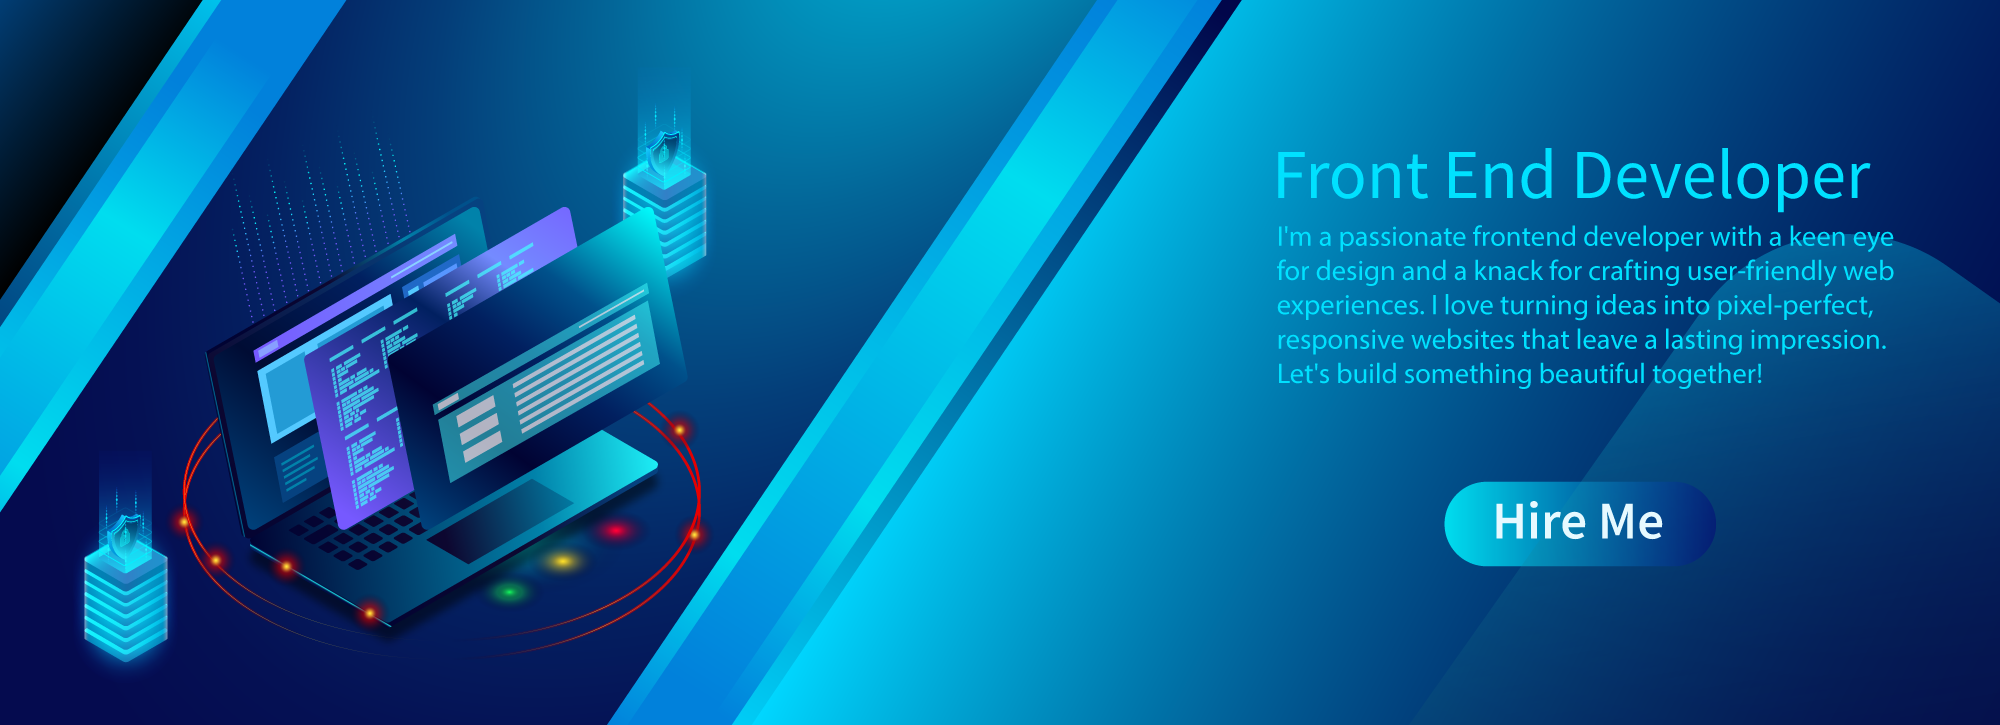 Front End Developer
I'm a passionate frontend developer with a keen eye
for design and a knack for crafting user-friendly web
experiences. I love turning ideas into pixel-perfect,
responsive websites that leave a lasting impression.
Let's build something beautiful together!
Hire Me